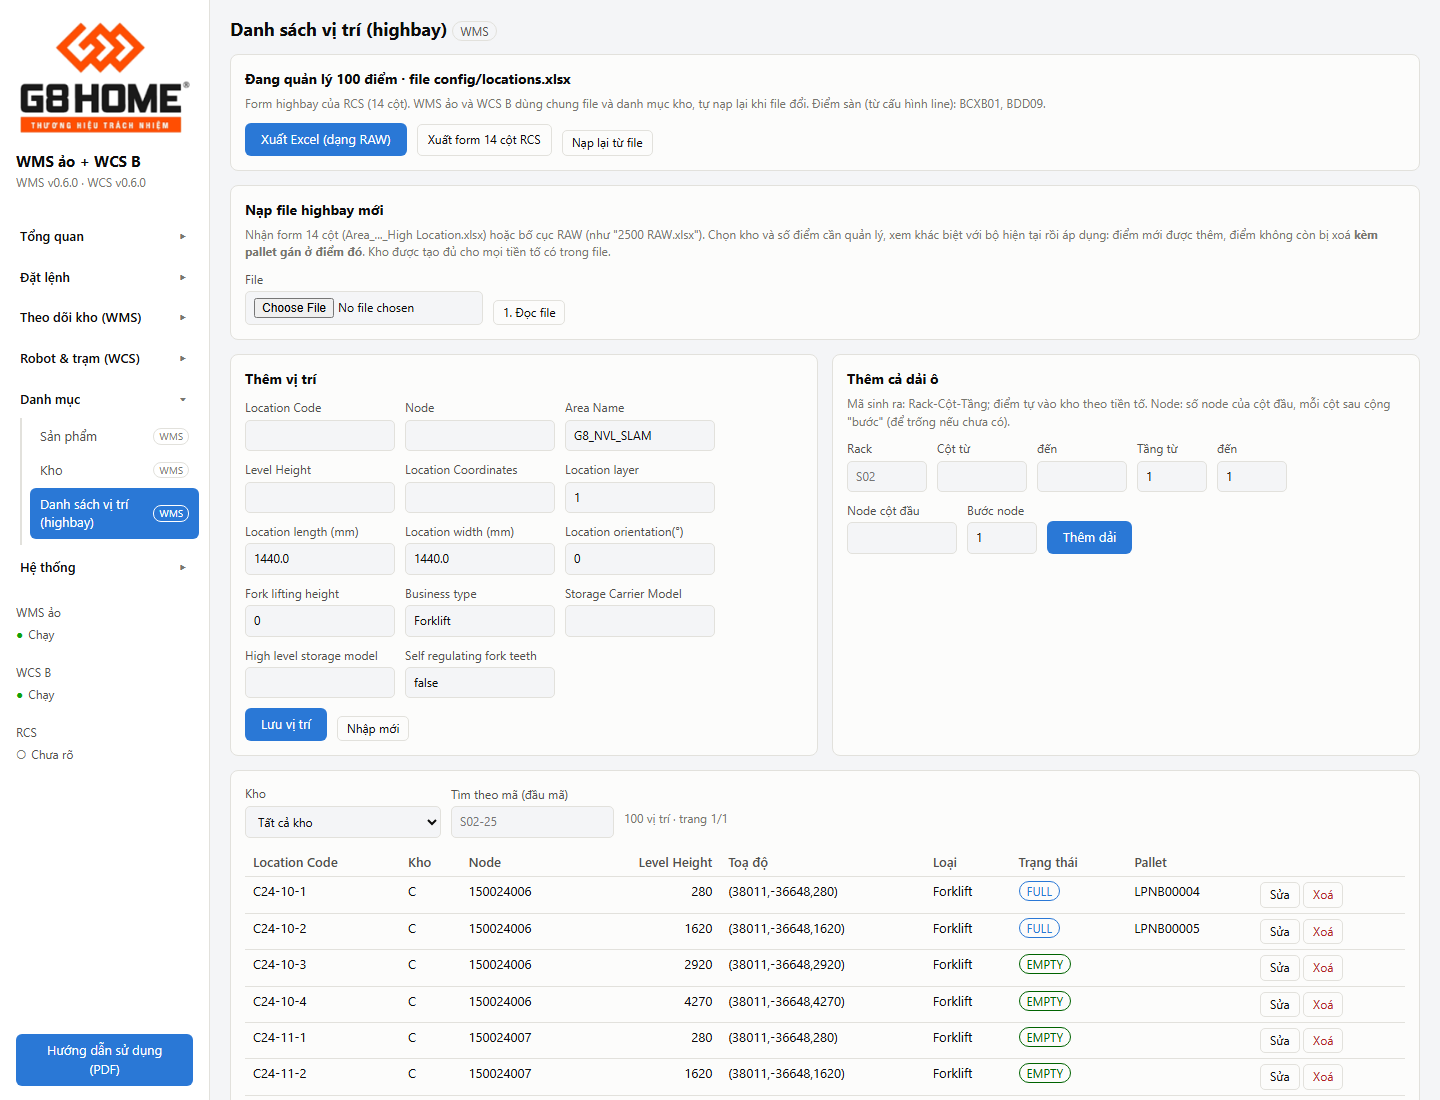 G8 HOME®
THƯƠNG HIỆU TRÁCH NHIỆM
WMS ảo + WCS B
WMS v0.6.0 · WCS v0.6.0
Tổng quan
Đặt lệnh
Theo dõi kho (WMS)
Robot & trạm (WCS)
Danh mục
Sản phẩm WMS
Kho WMS
Danh sách vị trí (highbay) WMS
Hệ thống
WMS ảo
Chạy
WCS B
Chạy
RCS
Chưa rõ
Hướng dẫn sử dụng (PDF)
Danh sách vị trí (highbay) WMS
Đang quản lý 100 điểm · file config/locations.xlsx
Form highbay của RCS (14 cột). WMS ảo và WCS B dùng chung file và danh mục kho, tự nạp lại khi file đổi. Điểm sàn (từ cấu hình line): BCXB01, BDD09.
Xuất Excel (dạng RAW) Xuất form 14 cột RCS Nạp lại từ file
Nạp file highbay mới
Nhận form 14 cột (Area_..._High Location.xlsx) hoặc bố cục RAW (như "2500 RAW.xlsx"). Chọn kho và số điểm cần quản lý, xem khác biệt với bộ hiện tại rồi áp dụng: điểm mới được thêm, điểm không còn bị xoá kèm
pallet gán ở điểm đó. Kho được tạo đủ cho mọi tiền tố có trong file.
File
Choose File No file chosen 1. Đọc file
Thêm vị trí
Location Code Node Area Name
G8_NVL_SLAM
Level Height Location Coordinates Location layer
1
Location length (mm) Location width (mm) Location orientation(°)
1440.0 1440.0 0
Fork lifting height Business type Storage Carrier Model
0 Forklift
High level storage model Self regulating fork teeth
false
Lưu vị trí Nhập mới
Thêm cả dải ô
Mã sinh ra: Rack-Cột-Tầng; điểm tự vào kho theo tiền tố. Node: số node của cột đầu, mỗi cột sau cộng
"bước" (để trống nếu chưa có).
Rack Cột từ đến Tầng từ đến
S02 1 1
Node cột đầu Bước node
1 Thêm dải
Kho Tìm theo mã (đầu mã)
Tất cả kho S02-25 100 vị trí · trang 1/1
Location Code Kho Node Level Height Toạ độ Loại Trạng thái Pallet
C24-10-1 C 150024006 280 (38011,-36648,280) Forklift FULL LPNB00004 Sửa Xoá
C24-10-2 C 150024006 1620 (38011,-36648,1620) Forklift FULL LPNB00005 Sửa Xoá
C24-10-3 C 150024006 2920 (38011,-36648,2920) Forklift EMPTY Sửa Xoá
C24-10-4 C 150024006 4270 (38011,-36648,4270) Forklift EMPTY Sửa Xoá
C24-11-1 C 150024007 280 (38011,-36648,280) Forklift EMPTY Sửa Xoá
C24-11-2 C 150024007 1620 (38011,-36648,1620) Forklift EMPTY Sửa Xoá